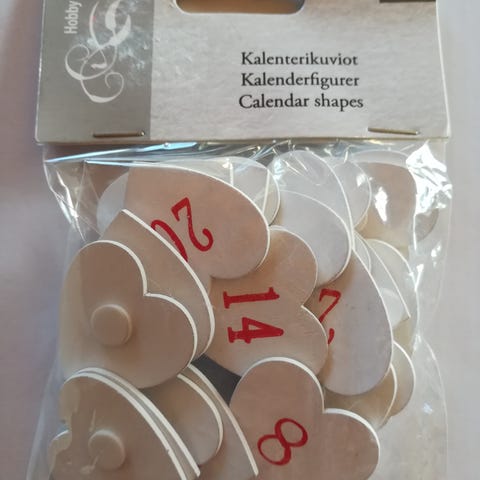 Hobby
Kalenterikuviot
Kalenderfigurer
Calendar shapes
20
14
8